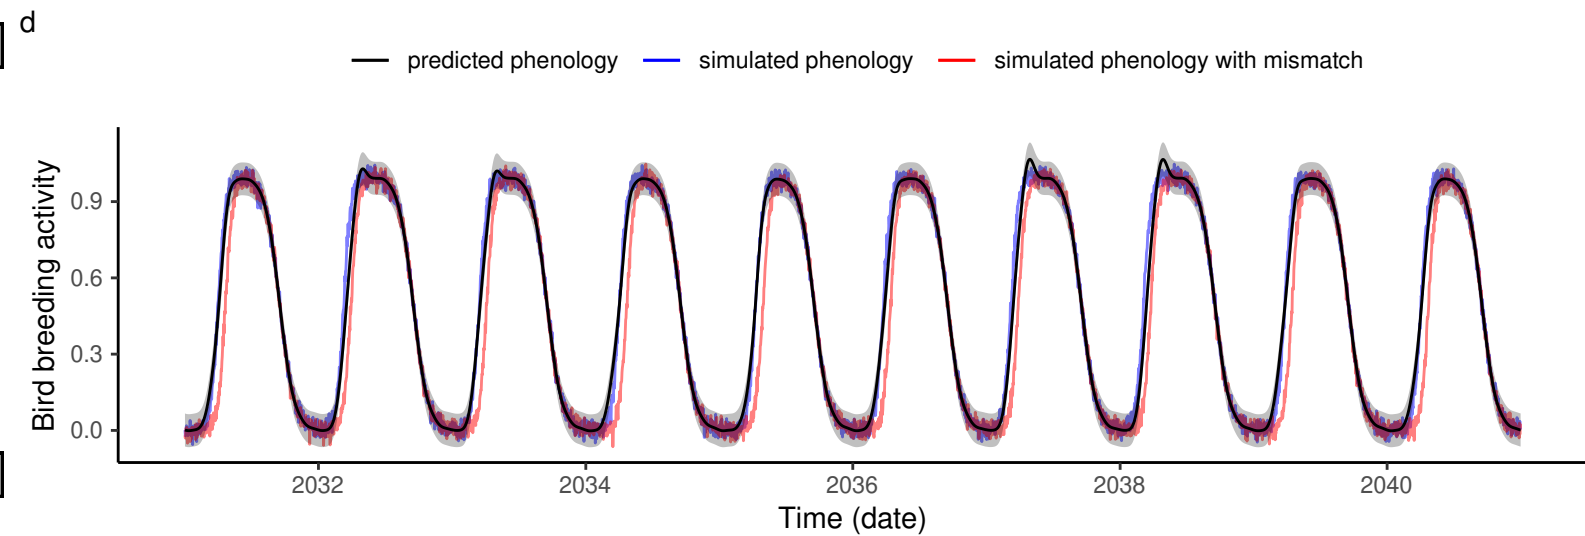 d
predicted phenology simulated phenology simulated phenology with mismatch
Bird breeding activity
0.9
0.6
0.3
0.0
2032 2034 2036 2038 2040
Time (date)